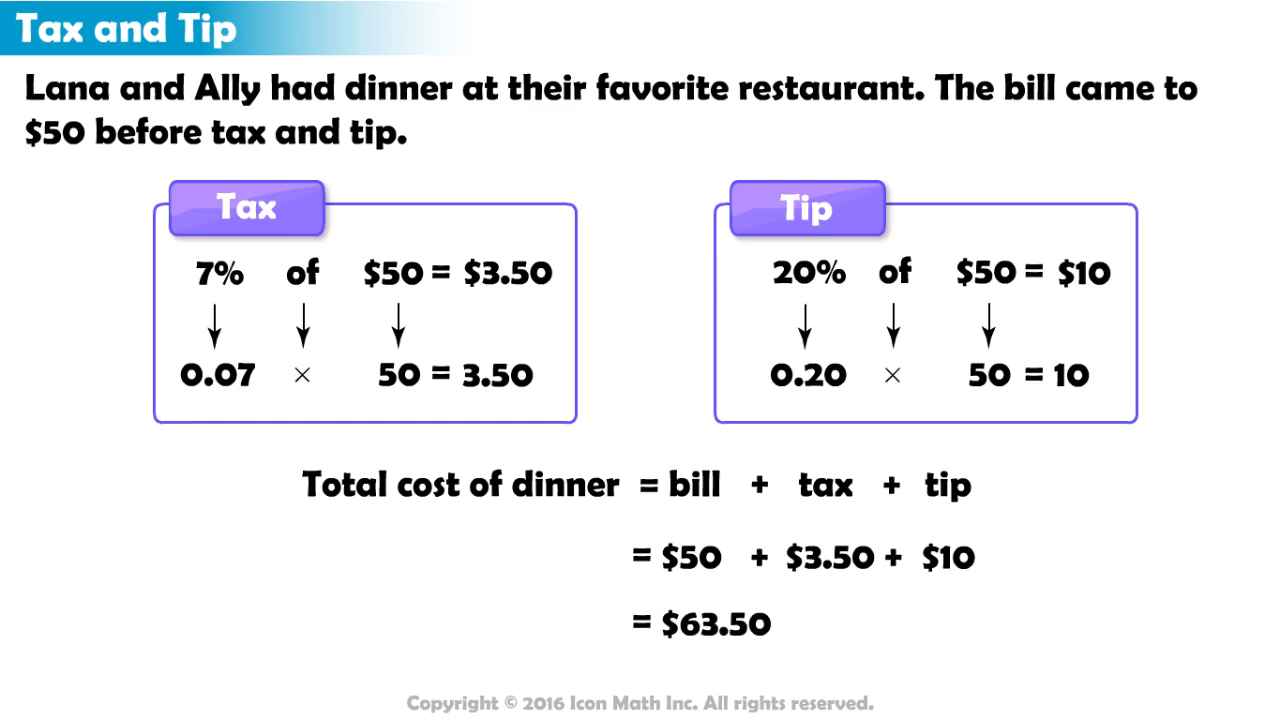 Tax and Tip
Lana and Ally had dinner at their favorite restaurant. The bill came to
$50 before tax and tip.
Tax
7% of $50 = $3.50
0.07 × 50 = 3.50
Tip
20% of $50 = $10
0.20 × 50 = 10
Total cost of dinner = bill + tax + tip
= $50 + $3.50 + $10
= $63.50
Copyright © 2016 Icon Math Inc. All rights reserved.